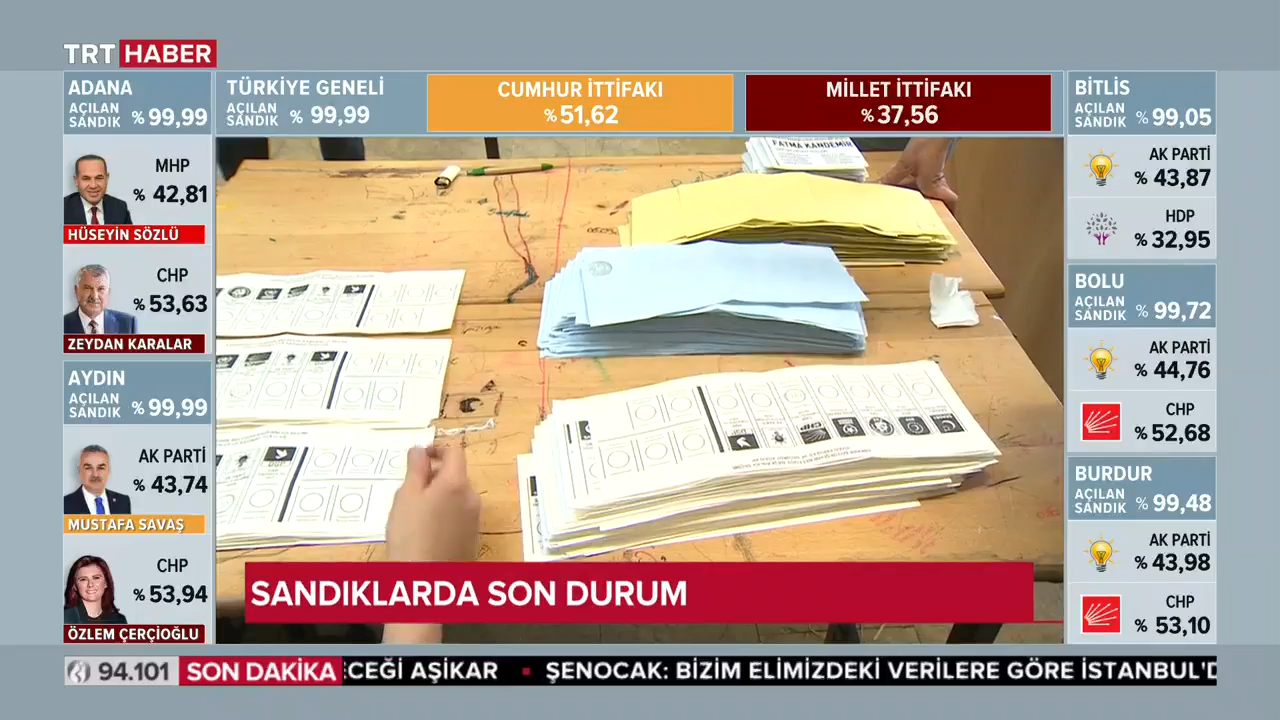 TRT HABER
ADANA
AÇILAN SANDIK % 99,99
MHP
% 42,81
HÜSEYİN SÖZLÜ
CHP
% 53,63
ZEYDAN KARALAR
AYDIN
AÇILAN SANDIK % 99,99
AK PARTİ
% 43,74
MUSTAFA SAVAŞ
CHP
% 53,94
ÖZLEM ÇERÇİOĞLU
TÜRKİYE GENELİ
AÇILAN SANDIK % 99,99
CUMHUR İTTİFAKI
% 51,62
MİLLET İTTİFAKI
% 37,56
FATMA KANDEMİR
CHP
BİTLİS
AÇILAN SANDIK % 99,05
AK PARTİ
% 43,87
HDP
% 32,95
BOLU
AÇILAN SANDIK % 99,72
AK PARTİ
% 44,76
CHP
% 52,68
BURDUR
AÇILAN SANDIK % 99,48
AK PARTİ
% 43,98
CHP
% 53,10
SANDIKLARDA SON DURUM
94.101 SON DAKİKA CEĞİ AŞİKAR ▪ ŞENOCAK: BİZİM ELİMİZDEKİ VERİLERE GÖRE İSTANBUL'D